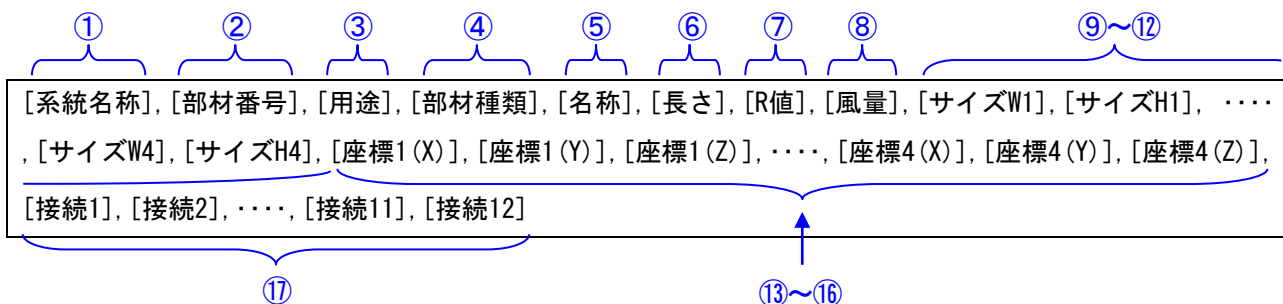 ① ② ③ ④ ⑤ ⑥ ⑦ ⑧ ⑨～⑫
[系統名称],[部材番号],[用途],[部材種類],[名称],[長さ],[R値],[風量],[サイズW1],[サイズH1], ････
,[サイズW4],[サイズH4],[座標1(X)],[座標1(Y)],[座標1(Z)],････,[座標4(X)],[座標4(Y)],[座標4(Z)],
[接続1],[接続2],････,[接続11],[接続12]
⑰ ⑬～⑯